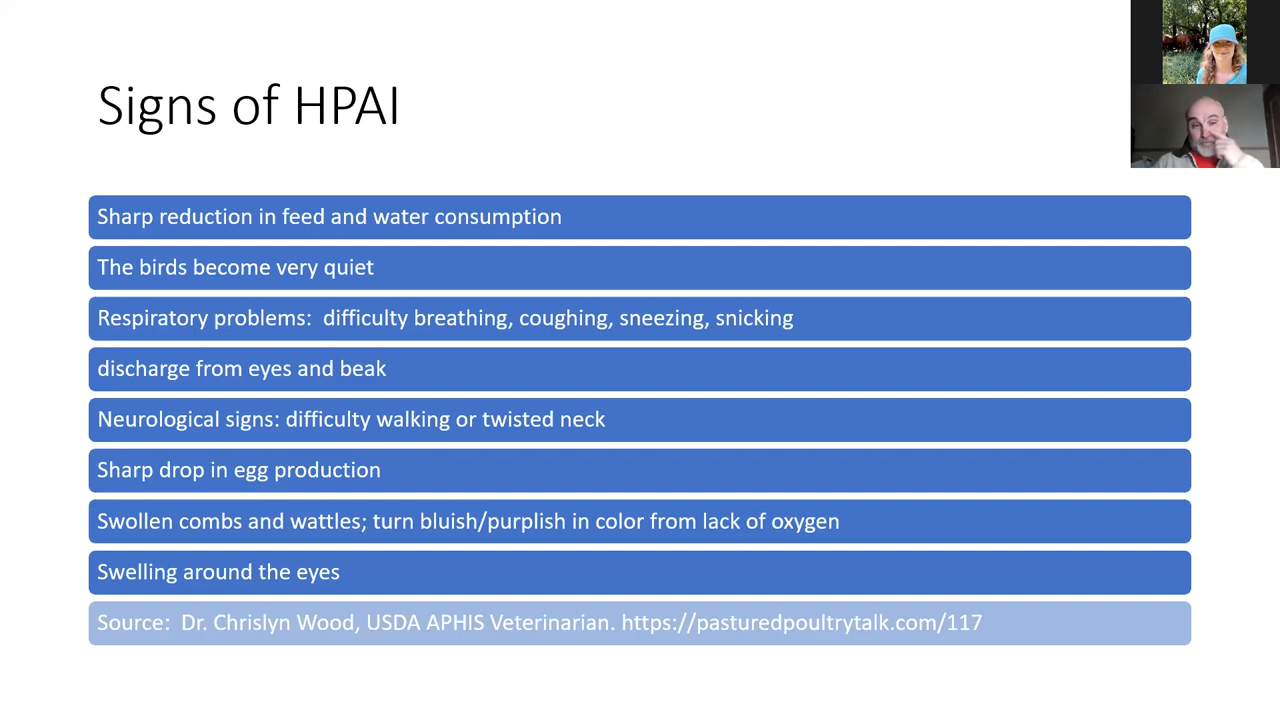 Signs of HPAI
Sharp reduction in feed and water consumption
The birds become very quiet
Respiratory problems:  difficulty breathing, coughing, sneezing, snicking
discharge from eyes and beak
Neurological signs: difficulty walking or twisted neck
Sharp drop in egg production
Swollen combs and wattles; turn bluish/purplish in color from lack of oxygen
Swelling around the eyes
Source:  Dr. Chrislyn Wood, USDA APHIS Veterinarian. https://pasturedpoultrytalk.com/117